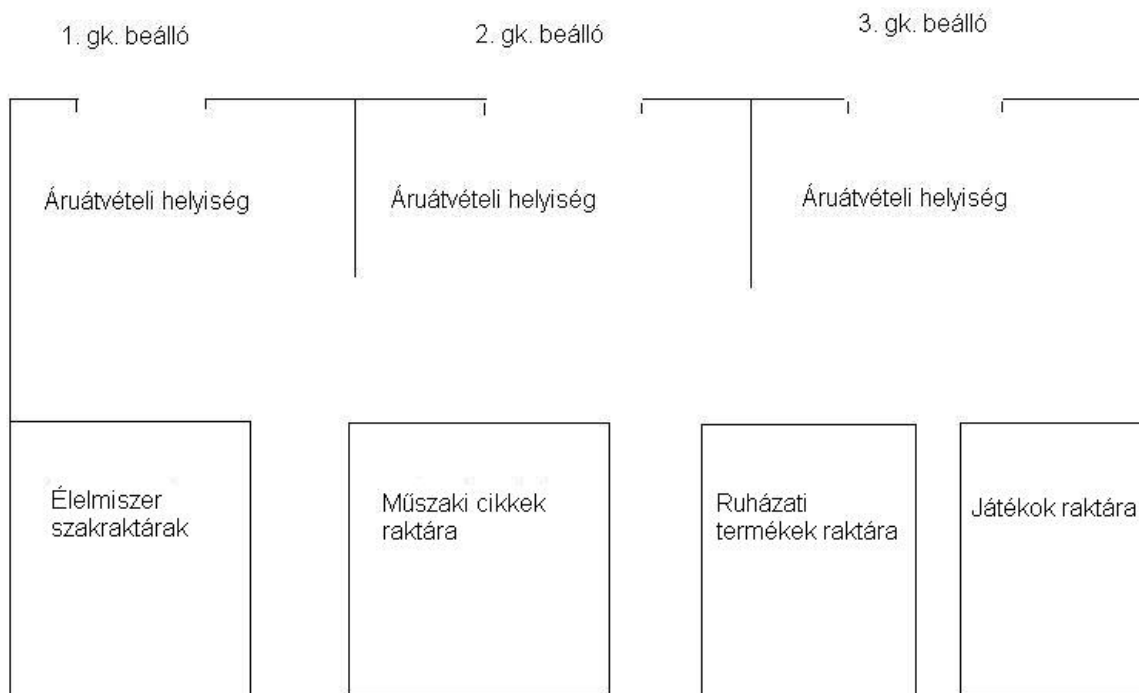 1. gk. beálló
2. gk. beálló
3. gk. beálló
Áruátvételi helyiség
Áruátvételi helyiség
Áruátvételi helyiség
Élelmiszer
szakraktárak
Műszaki cikkek
raktára
Ruházati
termékek raktára
Játékok raktára